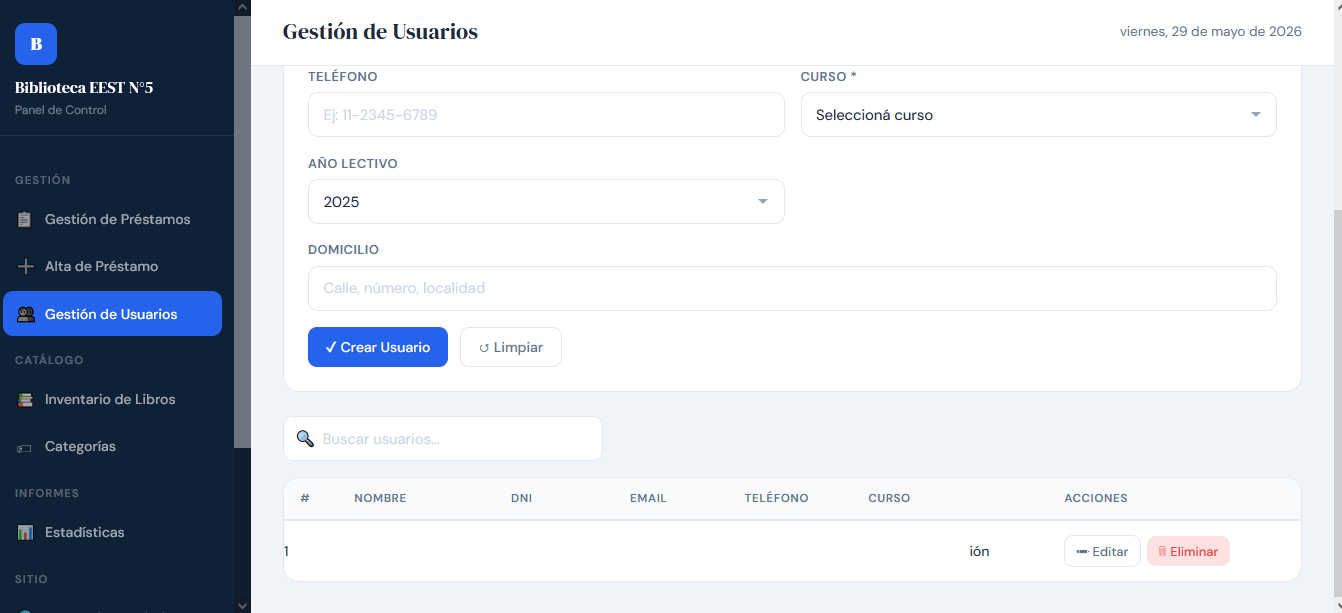 B
Biblioteca EEST N°5
Panel de Control
GESTIÓN
Gestión de Préstamos
Alta de Préstamo
Gestión de Usuarios
CATÁLOGO
Inventario de Libros
Categorías
INFORMES
Estadísticas
SITIO
Gestión de Usuarios
viernes, 29 de mayo de 2026
TELÉFONO
CURSO *
Ej: 11-2345-6789
Seleccioná curso
AÑO LECTIVO
2025
DOMICILIO
Calle, número, localidad
✓ Crear Usuario
↺ Limpiar
Buscar usuarios...
# NOMBRE DNI EMAIL TELÉFONO CURSO ACCIONES
1 ión Editar Eliminar